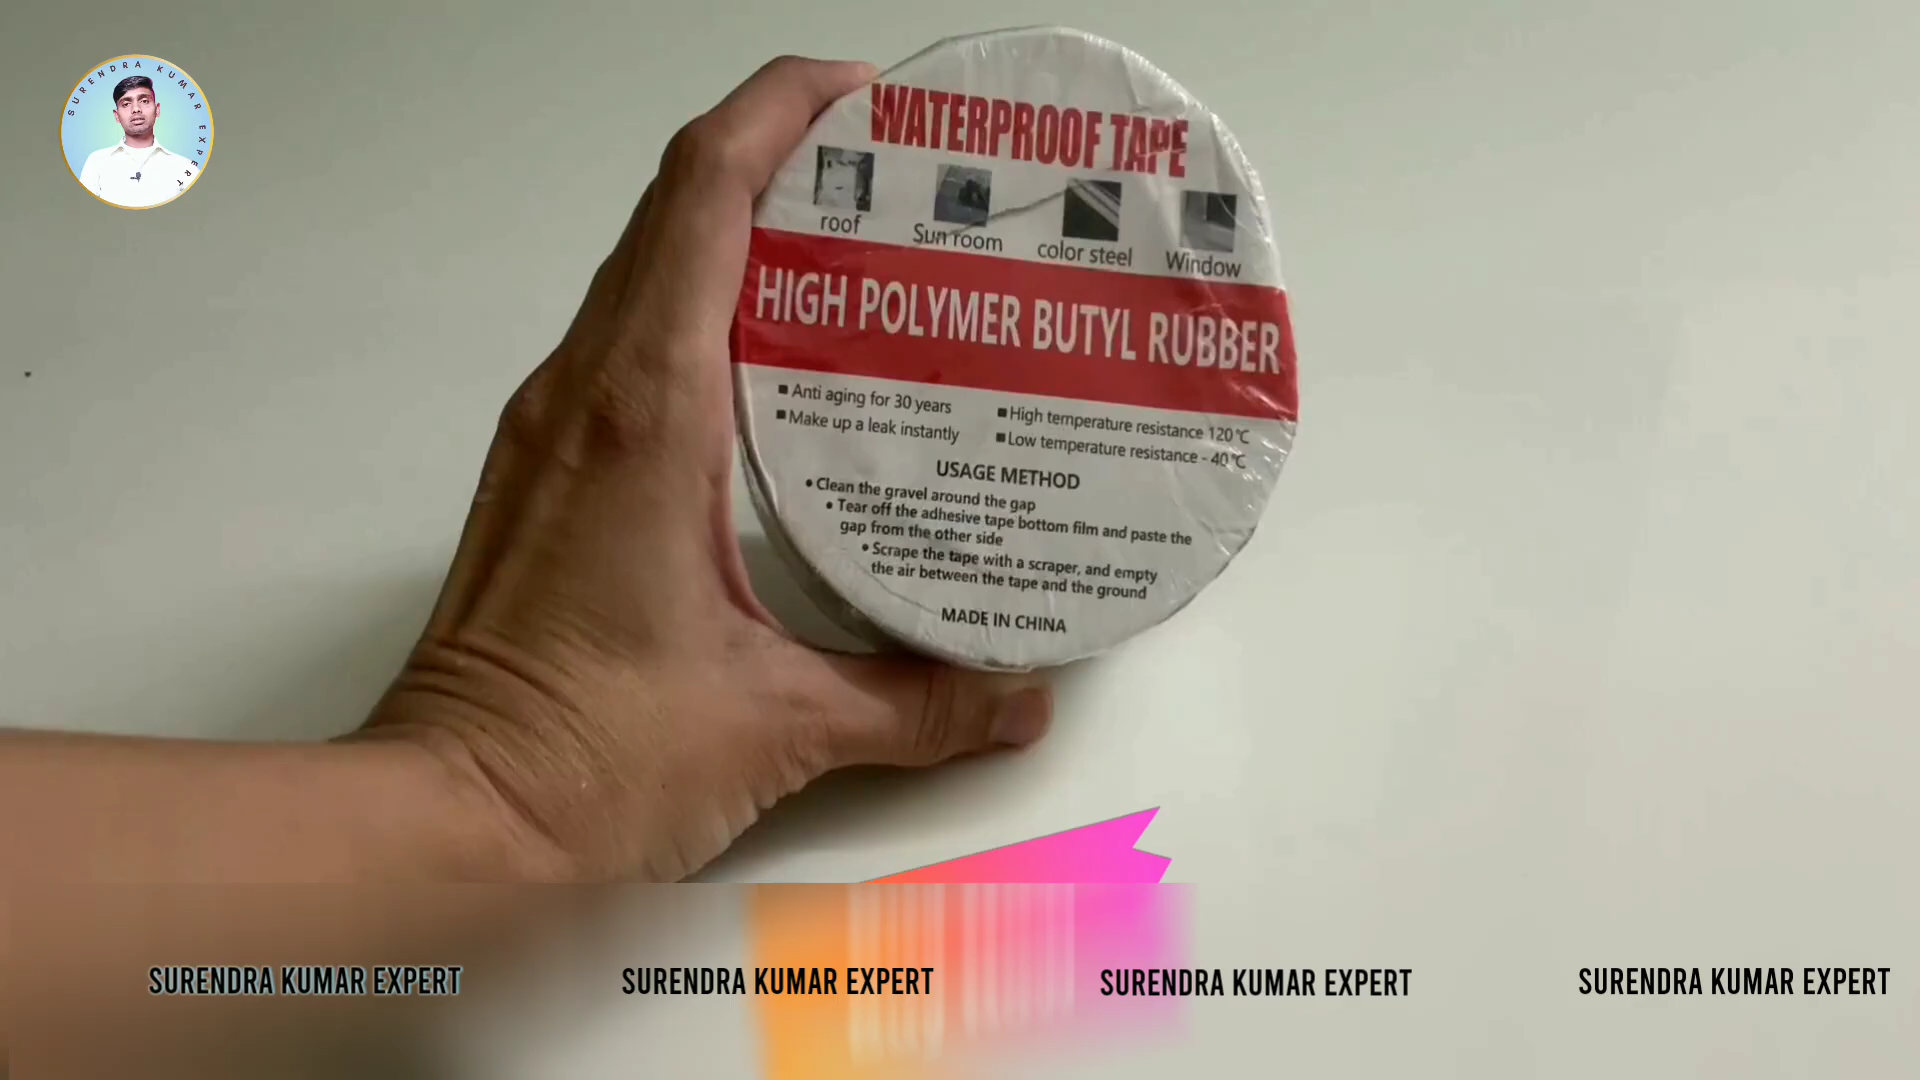 SURENDRA KUMAR EXPERT
WATERPROOF TAPE
roof
Sun room
color steel
Window
HIGH POLYMER BUTYL RUBBER
■ Anti aging for 30 years
■ High temperature resistance 120℃
■ Make up a leak instantly
■ Low temperature resistance - 40℃
USAGE METHOD
• Clean the gravel around the gap
• Tear off the adhesive tape bottom film and paste the
gap from the other side
• Scrape the tape with a scraper, and empty
the air between the tape and the ground
MADE IN CHINA
SURENDRA KUMAR EXPERT
SURENDRA KUMAR EXPERT
SURENDRA KUMAR EXPERT
SURENDRA KUMAR EXPERT